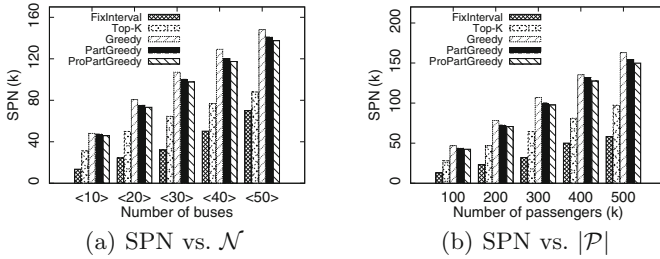 SPN (k)
160
120
80
40
0
FixInterval
Top-K
Greedy
PartGreedy
ProPartGreedy
<10> <20> <30> <40> <50>
Number of buses
(a) SPN vs. 𝒩
SPN (k)
200
150
100
50
0
FixInterval
Top-K
Greedy
PartGreedy
ProPartGreedy
100 200 300 400 500
Number of passengers (k)
(b) SPN vs. |𝒫|